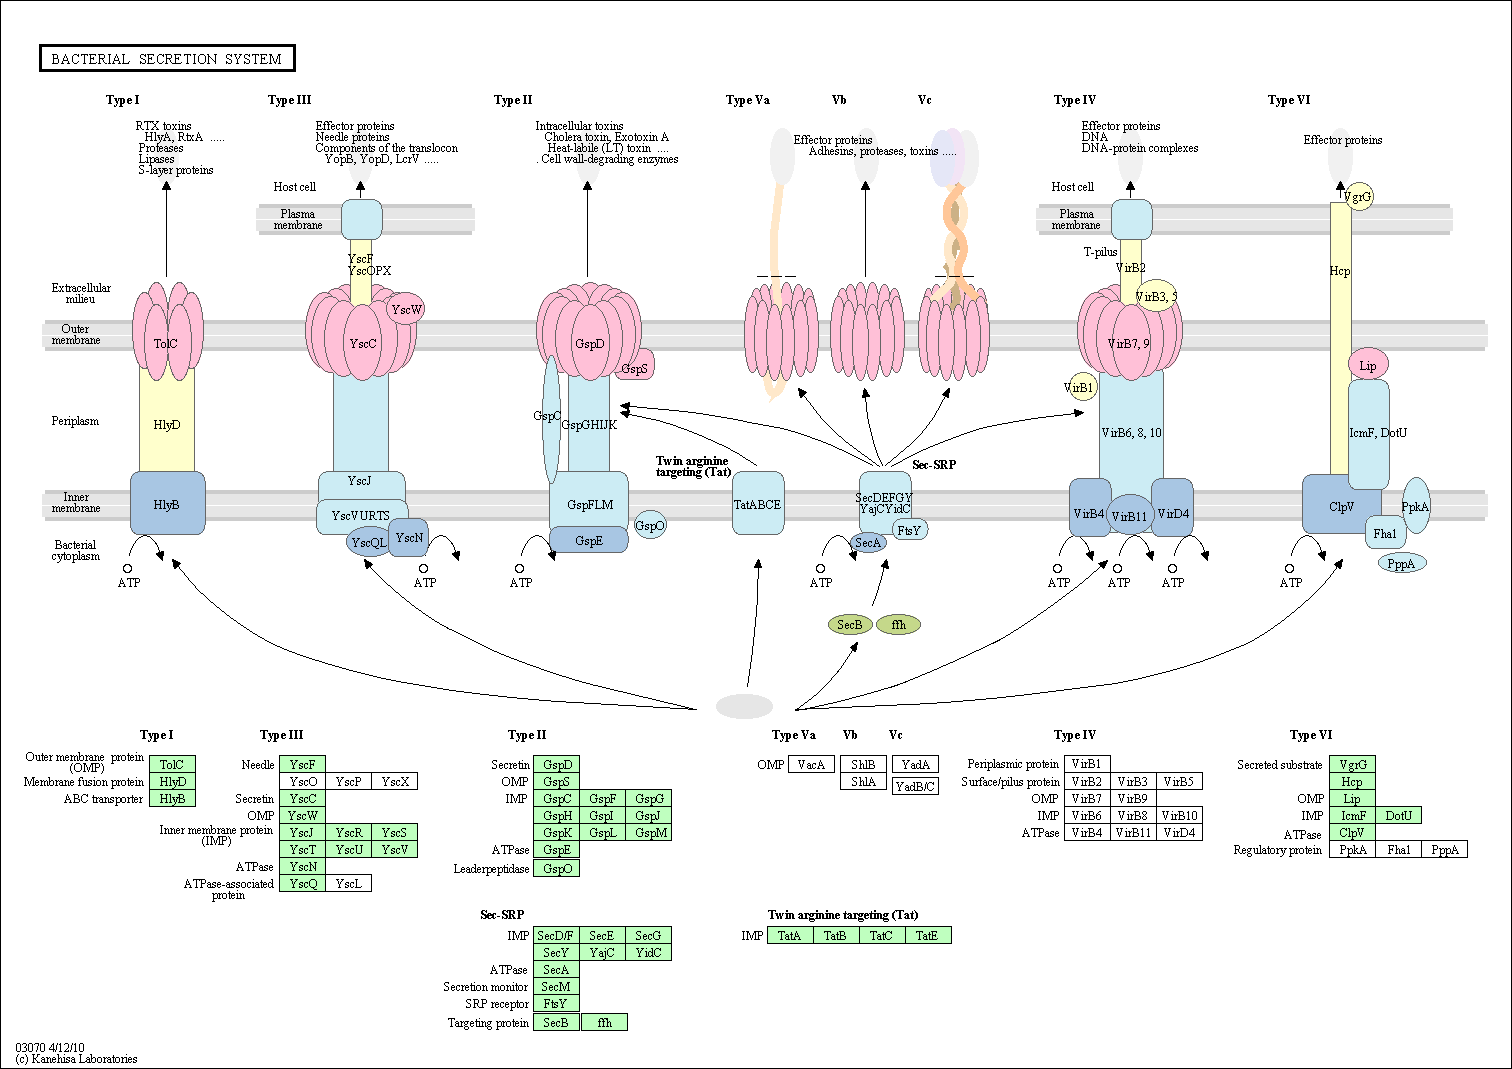 BACTERIAL SECRETION SYSTEM
Type I
Type III
Type II
Type Va
Vb
Vc
Type IV
Type VI
RTX toxins
HlyA, RtxA .....
Proteases
Lipases
S-layer proteins
Effector proteins
Needle proteins
Components of the translocon
YopB, YopD, LcrV .....
Intracellular toxins
Cholera toxin, Exotoxin A
Heat-labile (LT) toxin ....
. Cell wall-degrading enzymes
Effector proteins
Adhesins, proteases, toxins .....
Effector proteins
DNA
DNA-protein complexes
Effector proteins
Host cell
Plasma
membrane
Host cell
Plasma
membrane
VgrG
T-pilus
YscF
YscOPX
VirB2
Hcp
Extracellular
milieu
YscW
VirB3, 5
Outer
membrane
TolC
YscC
GspD
GspS
VirB7, 9
Lip
VirB1
Periplasm
HlyD
GspC
GspGHIJK
VirB6, 8, 10
IcmF, DotU
Twin arginine
targeting (Tat)
Sec-SRP
Inner
membrane
HlyB
YscJ
YscVURTS
GspFLM
GspO
TatABCE
SecDEFGY
YajCYidC
FtsY
VirB4
VirB11
VirD4
ClpV
PpkA
Bacterial
cytoplasm
YscQL
YscN
GspE
SecA
Fha1
PppA
ATP
ATP
ATP
ATP
ATP
ATP
ATP
ATP
SecB
ffh
Type I
Type III
Type II
Type Va
Vb
Vc
Type IV
Type VI
Outer membrane protein
(OMP)
TolC
Membrane fusion protein
HlyD
ABC transporter
HlyB
Needle
YscF
YscO YscP YscX
Secretin
YscC
OMP
YscW
Inner membrane protein
(IMP)
YscJ YscR YscS
YscT YscU YscV
ATPase
YscN
ATPase-associated
protein
YscQ YscL
Secretin
GspD
OMP
GspS
IMP
GspC GspF GspG
GspH GspI GspJ
GspK GspL GspM
ATPase
GspE
Leaderpeptidase
GspO
OMP
VacA
ShlB
ShlA
YadA
YadB/C
Periplasmic protein
VirB1
Surface/pilus protein
VirB2 VirB3 VirB5
OMP
VirB7 VirB9
IMP
VirB6 VirB8 VirB10
ATPase
VirB4 VirB11 VirD4
Secreted substrate
VgrG
Hcp
OMP
Lip
IMP
IcmF DotU
ATPase
ClpV
Regulatory protein
PpkA Fha1 PppA
Sec-SRP
IMP
SecD/F SecE SecG
SecY YajC YidC
ATPase
SecA
Secretion monitor
SecM
SRP receptor
FtsY
Targeting protein
SecB ffh
Twin arginine targeting (Tat)
IMP
TatA TatB TatC TatE
03070 4/12/10
(c) Kanehisa Laboratories